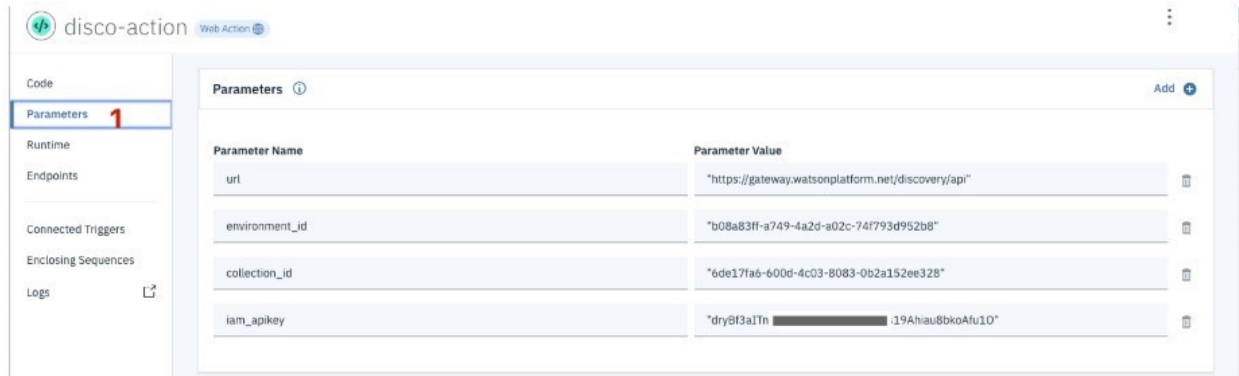 disco-action Web Action
Code
Parameters 1
Runtime
Endpoints
Connected Triggers
Enclosing Sequences
Logs
Parameters
Add
Parameter Name Parameter Value
url "https://gateway.watsonplatform.net/discovery/api"
environment_id "b08a83ff-a749-4a2d-a02c-74f793d952b8"
collection_id "6de17fa6-600d-4c03-8083-0b2a152ee328"
iam_apikey "dryBf3aITn :19Ahiau8bkoAfu1O"